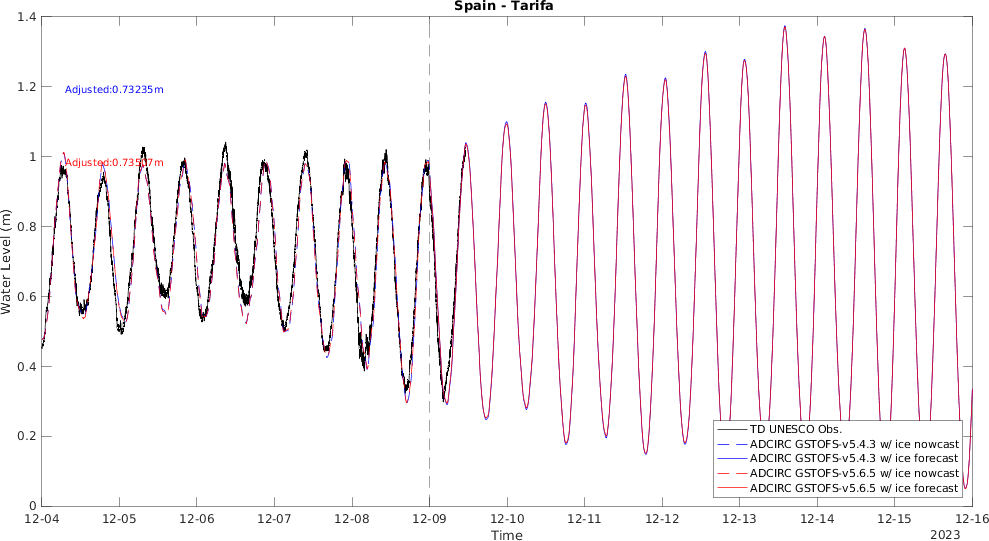 Spain - Tarifa
1.4
1.2
1
0.8
0.6
0.4
0.2
0
Water Level (m)
Adjusted:0.73235m
TD UNESCO Obs.
ADCIRC GSTOFS-v5.4.3 w/ ice nowcast
ADCIRC GSTOFS-v5.4.3 w/ ice forecast
ADCIRC GSTOFS-v5.6.5 w/ ice nowcast
ADCIRC GSTOFS-v5.6.5 w/ ice forecast
12-04 12-05 12-06 12-07 12-08 12-09 12-10 12-11 12-12 12-13 12-14 12-15 12-16
Time
2023